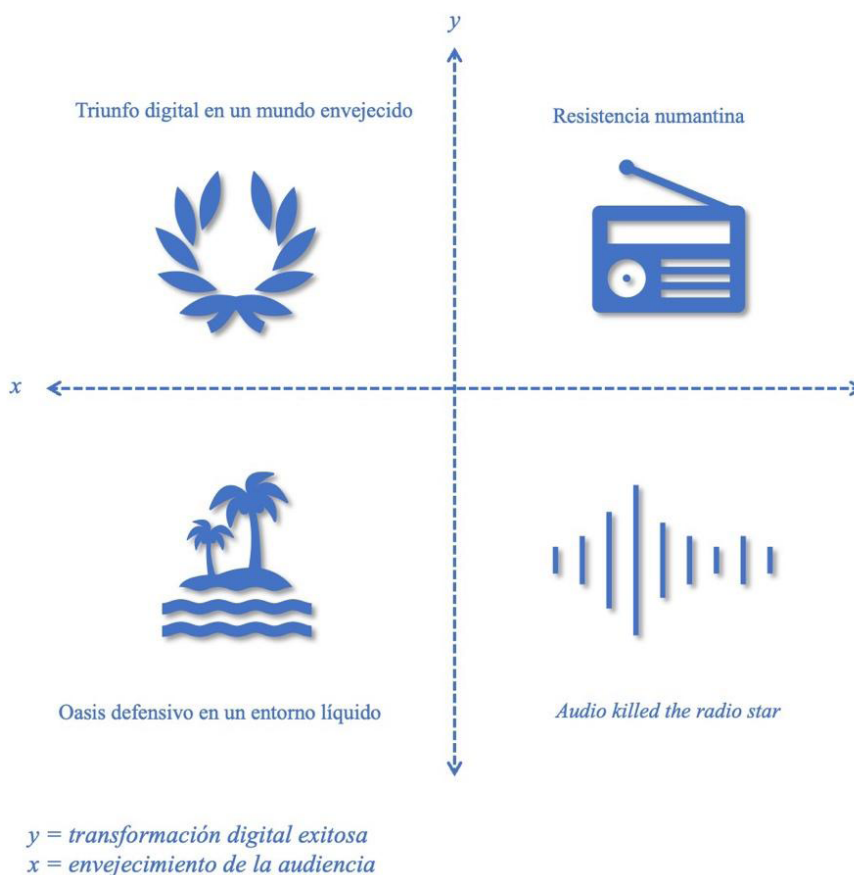 y
Triunfo digital en un mundo envejecido
Resistencia numantina
x
Oasis defensivo en un entorno líquido
Audio killed the radio star
y = transformación digital exitosa
x = envejecimiento de la audiencia